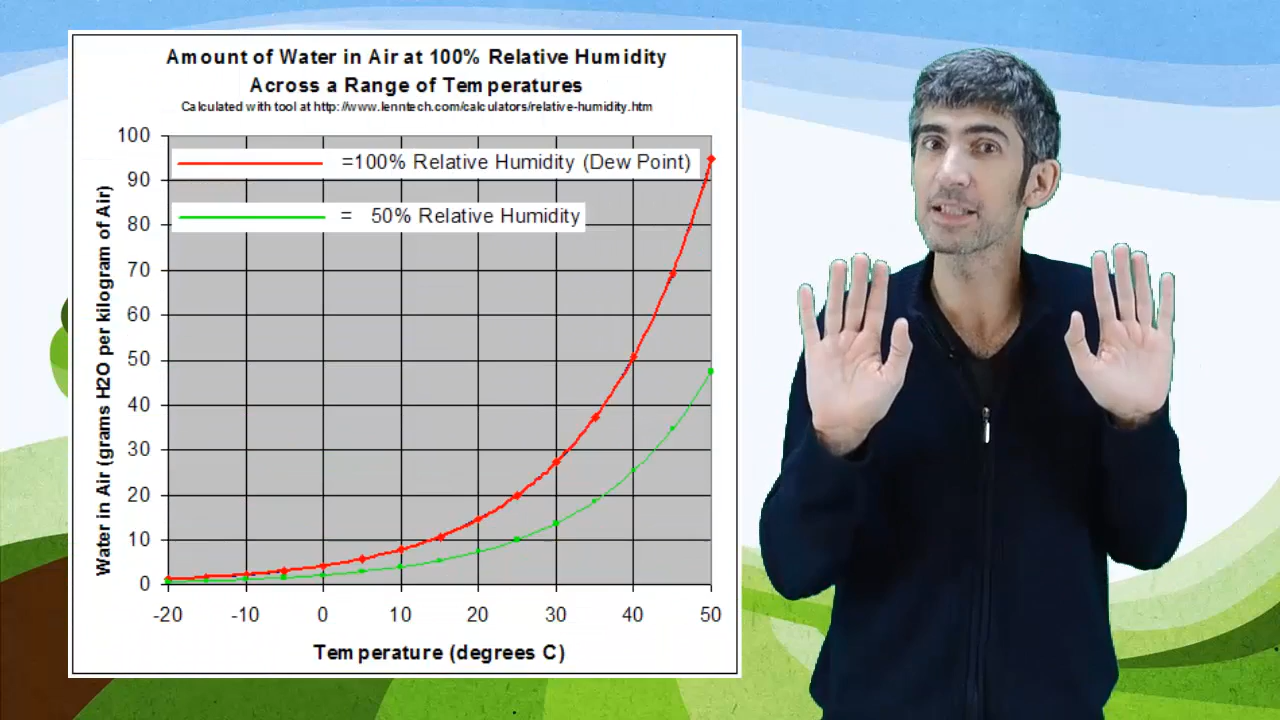 Amount of Water in Air at 100% Relative Humidity
Across a Range of Temperatures
Calculated with tool at http://www.lenntech.com/calculators/relative-humidity.htm
100
90
80
70
60
50
40
30
20
10
0
Water in Air (grams H2O per kilogram of Air)
=100% Relative Humidity (Dew Point)
= 50% Relative Humidity
-20 -10 0 10 20 30 40 50
Temperature (degrees C)